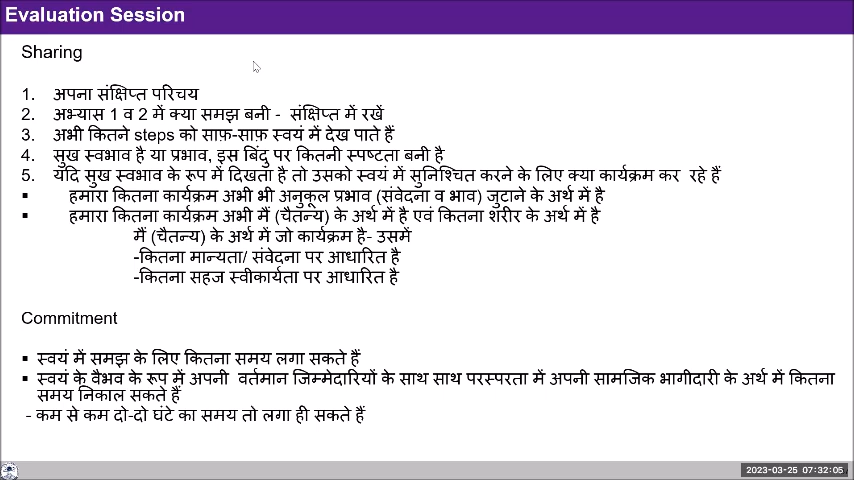 Evaluation Session
Sharing
1. अपना संक्षिप्त परिचय
2. अभ्यास 1 व 2 में क्या समझ बनी - संक्षिप्त में रखें
3. अभी कितने steps को साफ़-साफ़ स्वयं में देख पाते हैं
4. सुख स्वभाव है या प्रभाव, इस बिंदु पर कितनी स्पष्टता बनी है
5. यदि सुख स्वभाव के रूप में दिखता है तो उसको स्वयं में सुनिश्चित करने के लिए क्या कार्यक्रम कर रहे हैं
▪ हमारा कितना कार्यक्रम अभी भी अनुकूल प्रभाव (संवेदना व भाव) जुटाने के अर्थ में है
▪ हमारा कितना कार्यक्रम अभी मैं (चैतन्य) के अर्थ में है एवं कितना शरीर के अर्थ में है
मैं (चैतन्य) के अर्थ में जो कार्यक्रम है- उसमें
-कितना मान्यता/ संवेदना पर आधारित है
-कितना सहज स्वीकार्यता पर आधारित है
Commitment
▪ स्वयं में समझ के लिए कितना समय लगा सकते हैं
▪ स्वयं के वैभव के रूप में अपनी वर्तमान जिम्मेदारियों के साथ साथ परस्परता में अपनी सामजिक भागीदारी के अर्थ में कितना
समय निकाल सकते हैं
- कम से कम दो-दो घंटे का समय तो लगा ही सकते हैं
2023-03-25 07:32:05